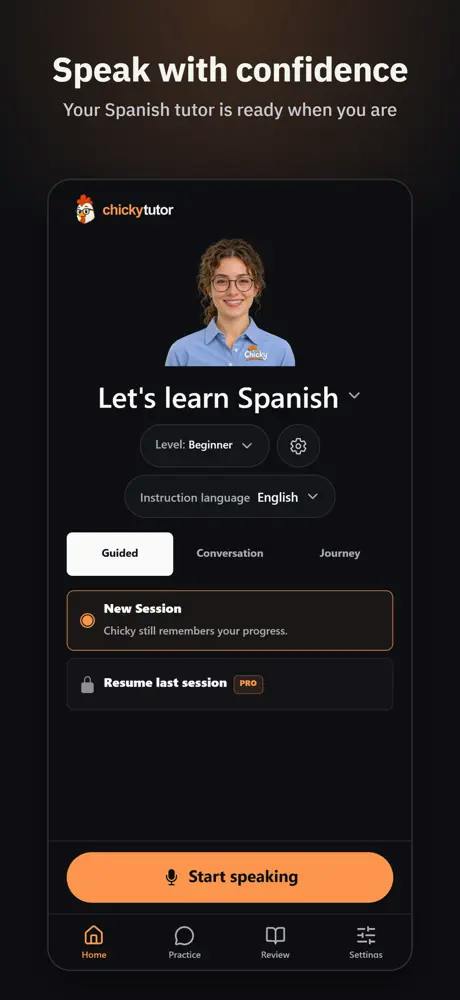 Speak with confidence
Your Spanish tutor is ready when you are
chickytutor
Chicky
Let's learn Spanish
Level: Beginner
Instruction language English
Guided Conversation Journey
New Session
Chicky still remembers your progress.
Resume last session PRO
Start speaking
Home Practice Review Settings